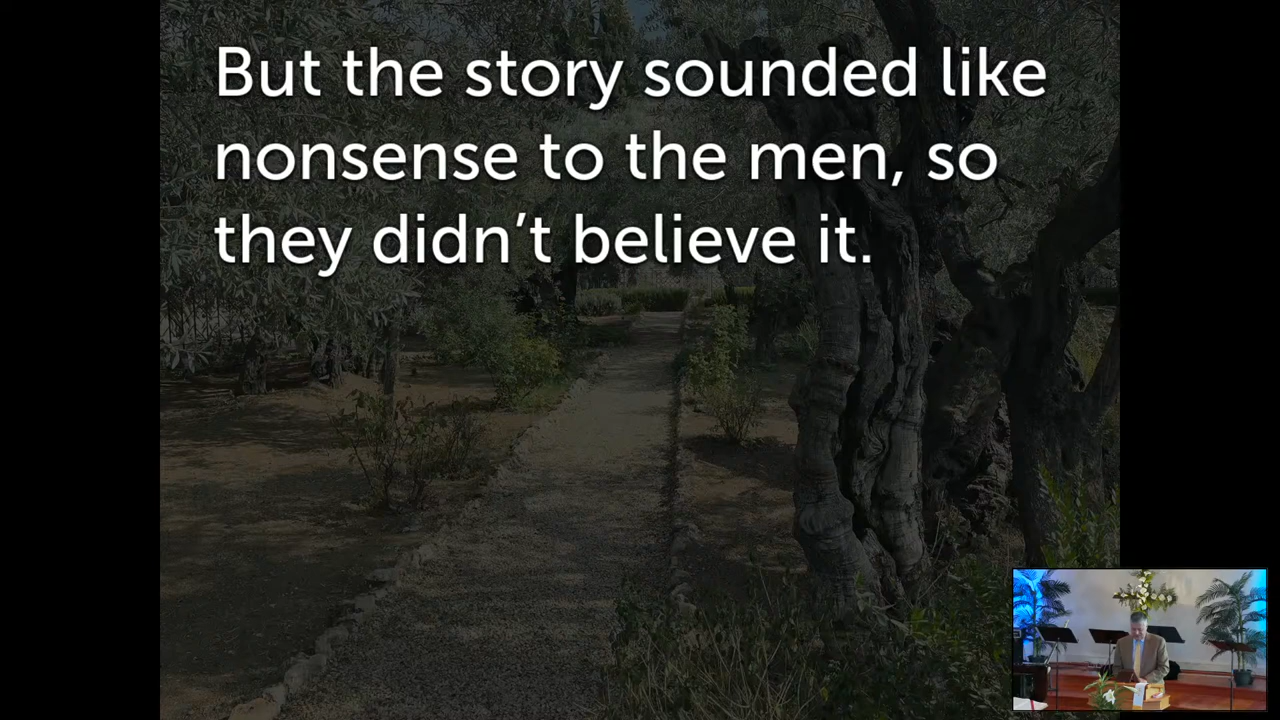 But the story sounded like
nonsense to the men, so
they didn’t believe it.